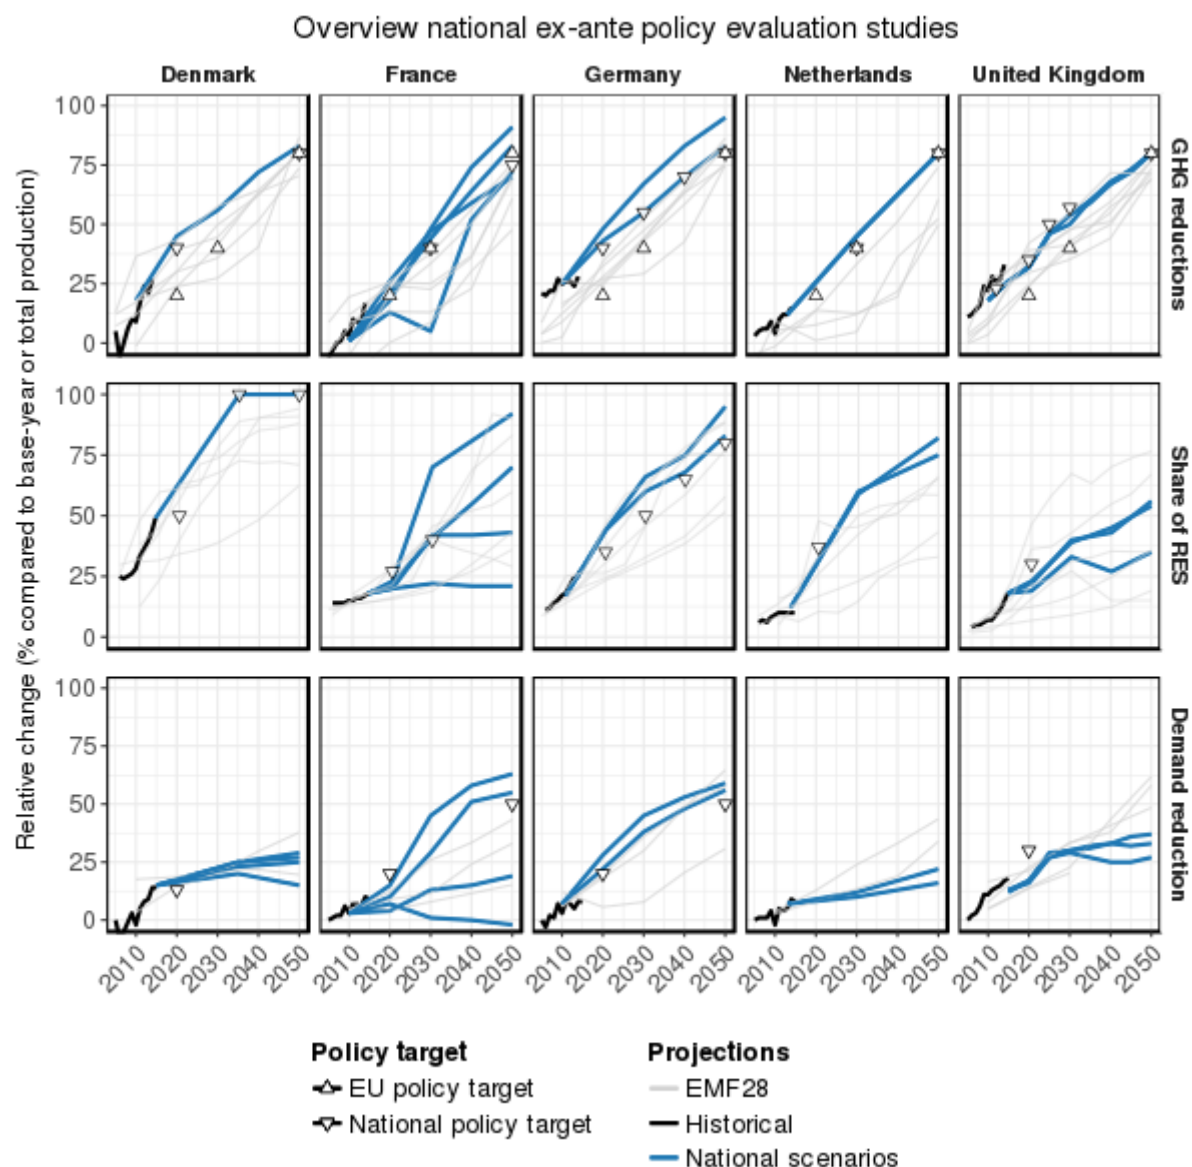 Overview national ex-ante policy evaluation studies
Denmark France Germany Netherlands United Kingdom
Relative change (% compared to base-year or total production)
100
75
50
25
0
GHG reductions
100
75
50
25
0
Share of RES
100
75
50
25
0
Demand reduction
2010 2020 2030 2040 2050 2010 2020 2030 2040 2050 2010 2020 2030 2040 2050 2010 2020 2030 2040 2050 2010 2020 2030 2040 2050
Policy target
EU policy target
National policy target
Projections
EMF28
Historical
National scenarios